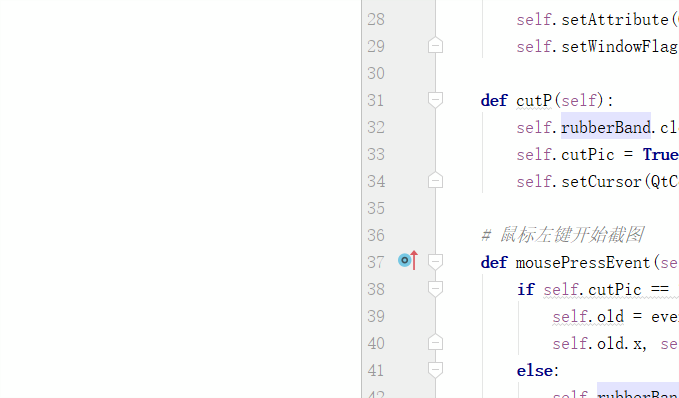 28 self.setAttribute(
29 self.setWindowFlag
30
31 def cutP(self):
32 self.rubberBand.cl
33 self.cutPic = True
34 self.setCursor(QtC
35
36 # 鼠标左键开始截图
37 def mousePressEvent(se
38 if self.cutPic ==
39 self.old = eve
40 self.old.x, se
41 else:
42 self.rubberBan